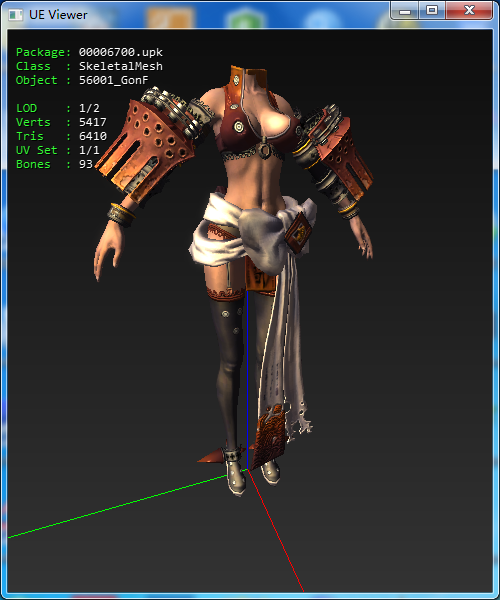 UE Viewer
Package: 00006700.upk
Class : SkeletalMesh
Object : 56001_GonF
LOD : 1/2
Verts : 5417
Tris : 6410
UV Set : 1/1
Bones : 93